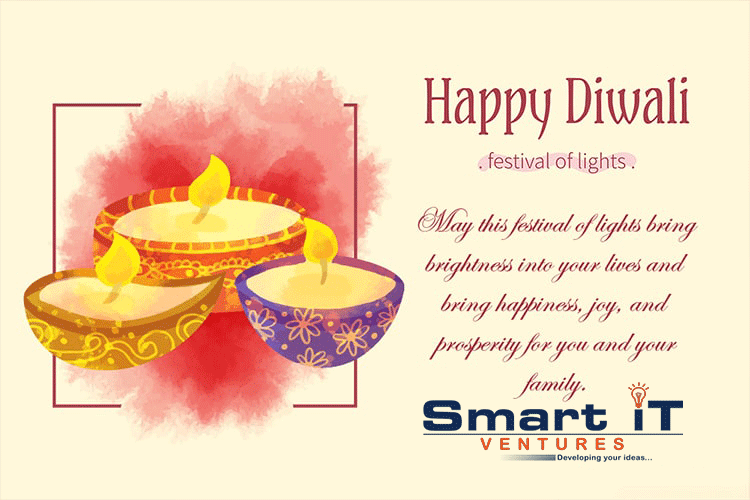 Happy Diwali
. festival of lights .
May this festival of lights bring
brightness into your lives and
bring happiness, joy, and
prosperity for you and your
family.
Smart iT
VENTURES
Developing your ideas...